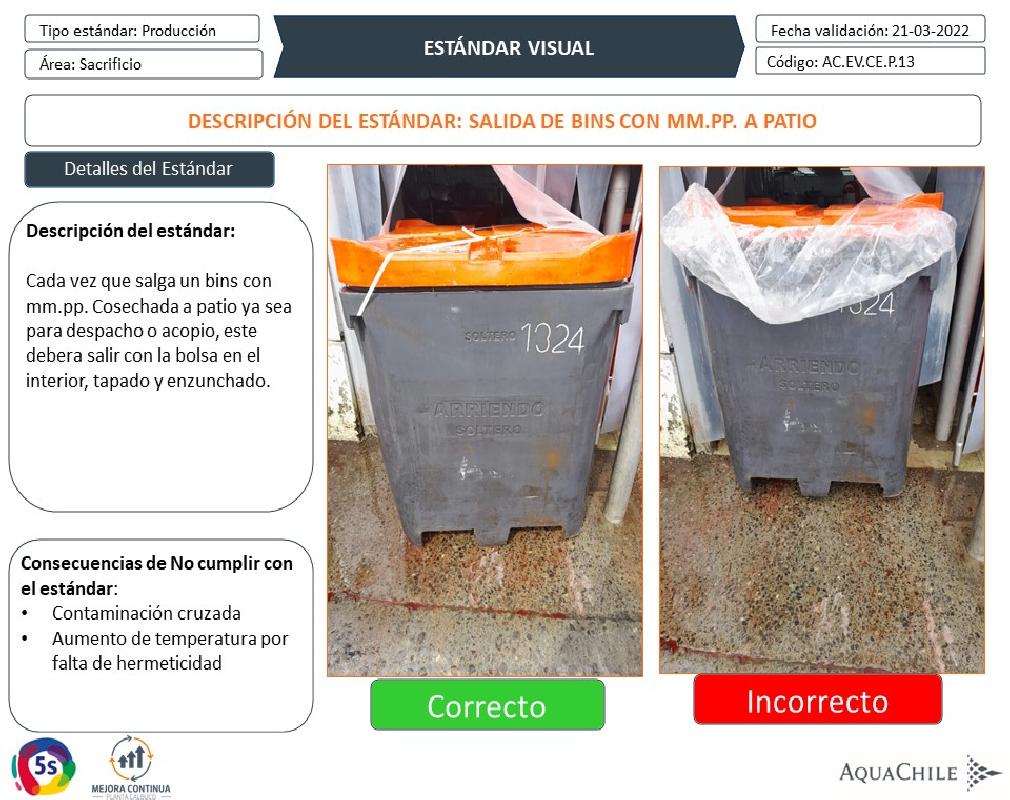 Tipo estándar: Producción
Área: Sacrificio
ESTÁNDAR VISUAL
Fecha validación: 21-03-2022
Código: AC.EV.CE.P.13
DESCRIPCIÓN DEL ESTÁNDAR: SALIDA DE BINS CON MM.PP. A PATIO
Detalles del Estándar
Descripción del estándar:
Cada vez que salga un bins con
mm.pp. Cosechada a patio ya sea
para despacho o acopio, este
debera salir con la bolsa en el
interior, tapado y enzunchado.
Consecuencias de No cumplir con
el estándar:
• Contaminación cruzada
• Aumento de temperatura por
falta de hermeticidad
SOLTERO 1324
ARRIENDO
SOLTERO
Correcto
1324
ARRIENDO
SOLTERO
Incorrecto
5s
MEJORA CONTINUA
PLANTA CALBUCO
AQUACHILE